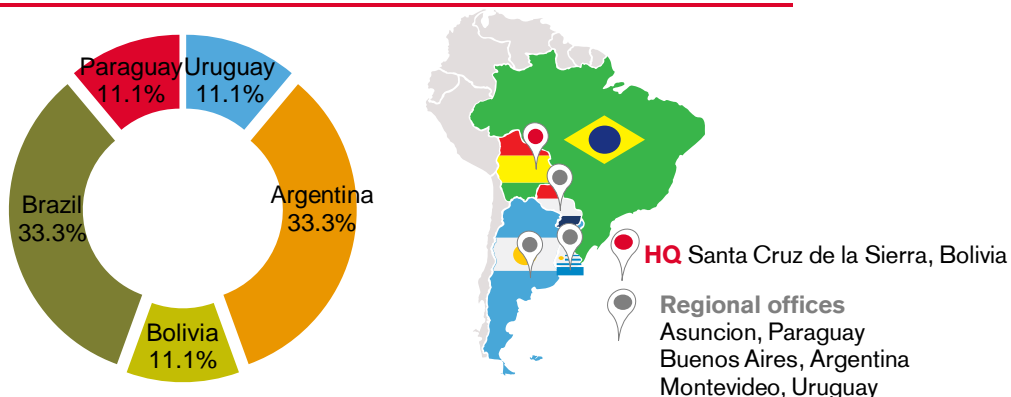 Paraguay
11.1%
Uruguay
11.1%
Brazil
33.3%
Argentina
33.3%
Bolivia
11.1%
HQ Santa Cruz de la Sierra, Bolivia
Regional offices
Asuncion, Paraguay
Buenos Aires, Argentina
Montevideo, Uruguay